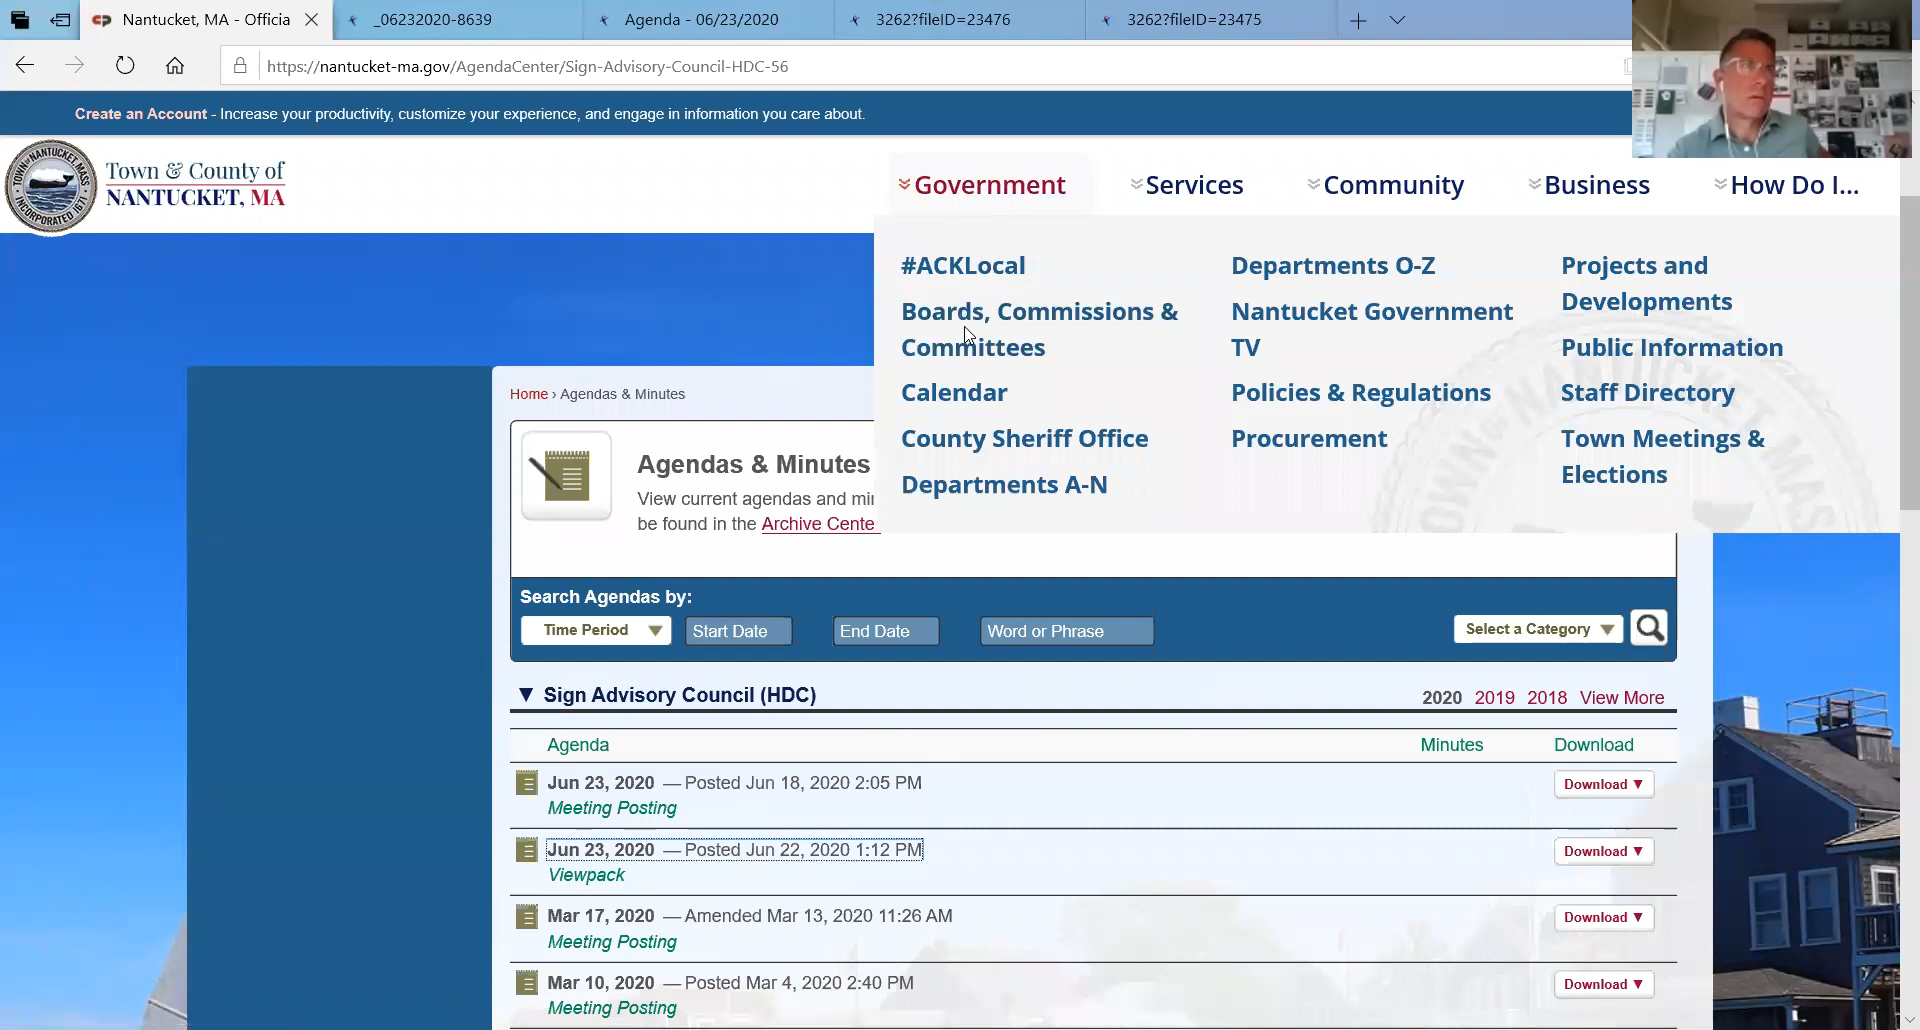 Nantucket, MA - Officia
_06232020-8639
Agenda - 06/23/2020
3262?fileID=23476
3262?fileID=23475
https://nantucket-ma.gov/AgendaCenter/Sign-Advisory-Council-HDC-56
Create an Account - Increase your productivity, customize your experience, and engage in information you care about.
TOWN OF NANTUCKET, MASS.
INCORPORATED 1671
Town & County of
NANTUCKET, MA
Government
Services
Community
Business
How Do I...
#ACKLocal
Boards, Commissions &
Committees
Calendar
County Sheriff Office
Departments A-N
Departments O-Z
Nantucket Government
TV
Policies & Regulations
Procurement
Projects and
Developments
Public Information
Staff Directory
Town Meetings &
Elections
Home › Agendas & Minutes
Agendas & Minutes
View current agendas and mi
be found in the Archive Cente
Search Agendas by:
Time Period
Start Date
End Date
Word or Phrase
Select a Category
Sign Advisory Council (HDC)
2020 2019 2018 View More
Agenda Minutes Download
Jun 23, 2020 — Posted Jun 18, 2020 2:05 PM
Download ▼
Meeting Posting
Jun 23, 2020 — Posted Jun 22, 2020 1:12 PM
Download ▼
Viewpack
Mar 17, 2020 — Amended Mar 13, 2020 11:26 AM
Download ▼
Meeting Posting
Mar 10, 2020 — Posted Mar 4, 2020 2:40 PM
Download ▼
Meeting Posting